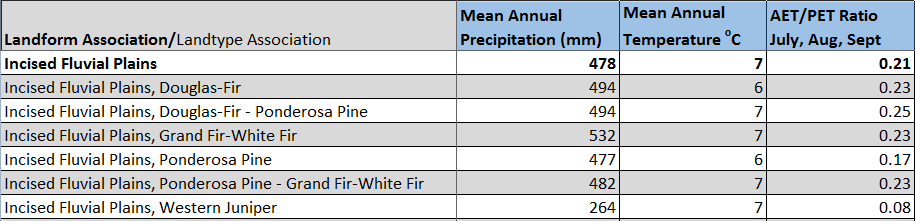 Landform Association/Landtype Association Mean Annual Precipitation (mm) Mean Annual Temperature ⁰C AET/PET Ratio July, Aug, Sept
Incised Fluvial Plains 478 7 0.21
Incised Fluvial Plains, Douglas-Fir 494 6 0.23
Incised Fluvial Plains, Douglas-Fir - Ponderosa Pine 494 7 0.25
Incised Fluvial Plains, Grand Fir-White Fir 532 7 0.23
Incised Fluvial Plains, Ponderosa Pine 477 6 0.17
Incised Fluvial Plains, Ponderosa Pine - Grand Fir-White Fir 482 7 0.23
Incised Fluvial Plains, Western Juniper 264 7 0.08